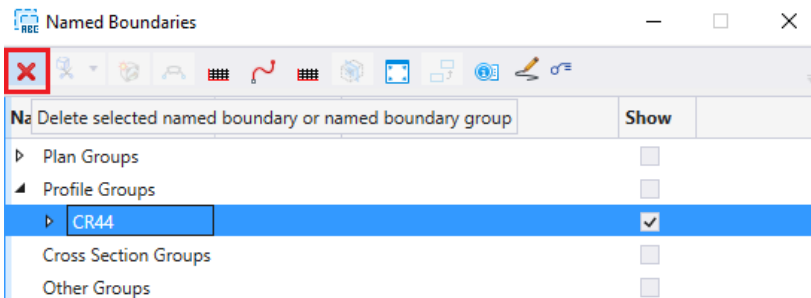 ABC Named Boundaries
Na Delete selected named boundary or named boundary group Show
Plan Groups
Profile Groups
CR44
Cross Section Groups
Other Groups